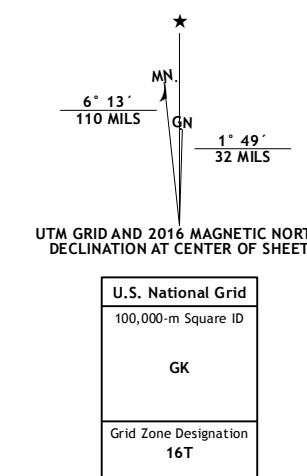 ★
MN.
6° 13´
110 MILS
GN
1° 49´
32 MILS
UTM GRID AND 2016 MAGNETIC NORT
DECLINATION AT CENTER OF SHEET
U.S. National Grid
100,000-m Square ID
GK
Grid Zone Designation
16T